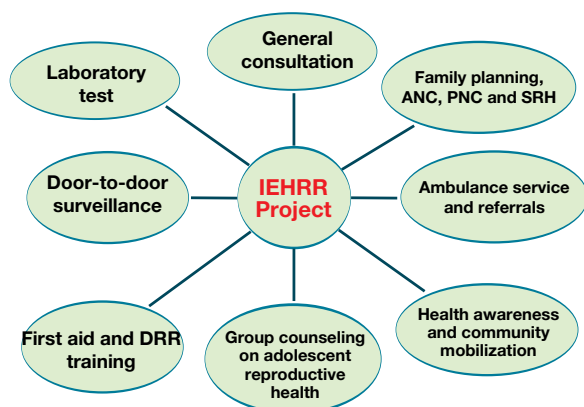 General
consultation
Laboratory
test
Family planning,
ANC, PNC and SRH
Door-to-door
surveillance
IEHRR
Project
Ambulance service
and referrals
First aid and DRR
training
Group counseling
on adolescent
reproductive
health
Health awareness
and community
mobilization